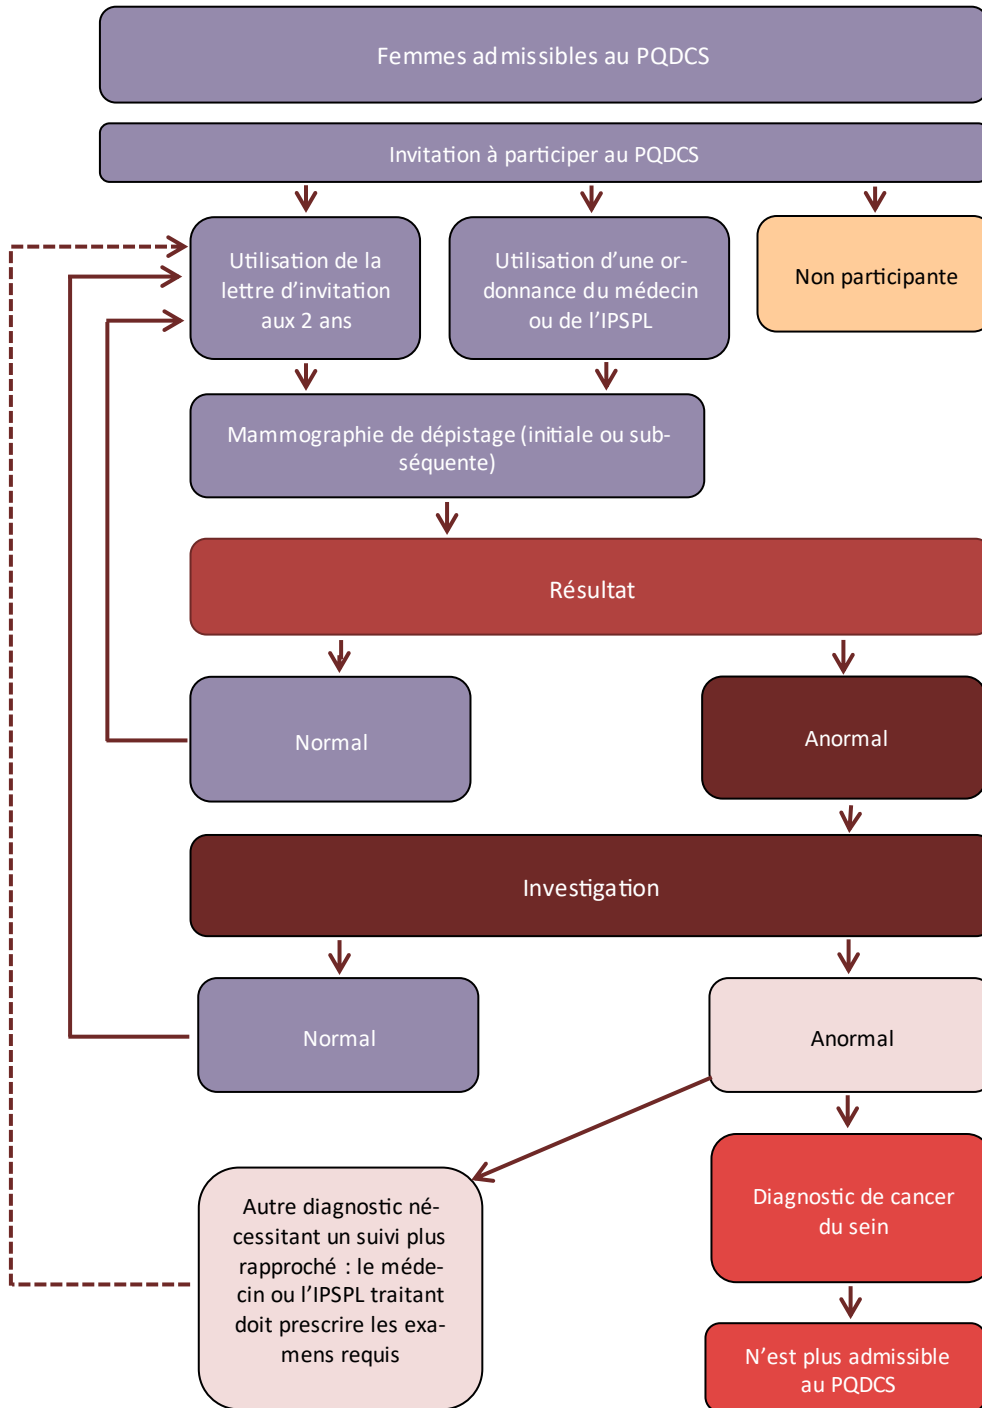 Femmes admissibles au PQDCS
Invitation à participer au PQDCS
Utilisation de la
lettre d'invitation
aux 2 ans
Utilisation d'une or-
donnance du médecin
ou de l'IPSPL
Non participante
Mammographie de dépistage (initiale ou sub-
séquente)
Résultat
Normal
Anormal
Investigation
Normal
Anormal
Autre diagnostic né-
cessitant un suivi plus
rapproché : le méde-
cin ou l'IPSPL traitant
doit prescrire les exa-
mens requis
Diagnostic de cancer
du sein
N'est plus admissible
au PQDCS